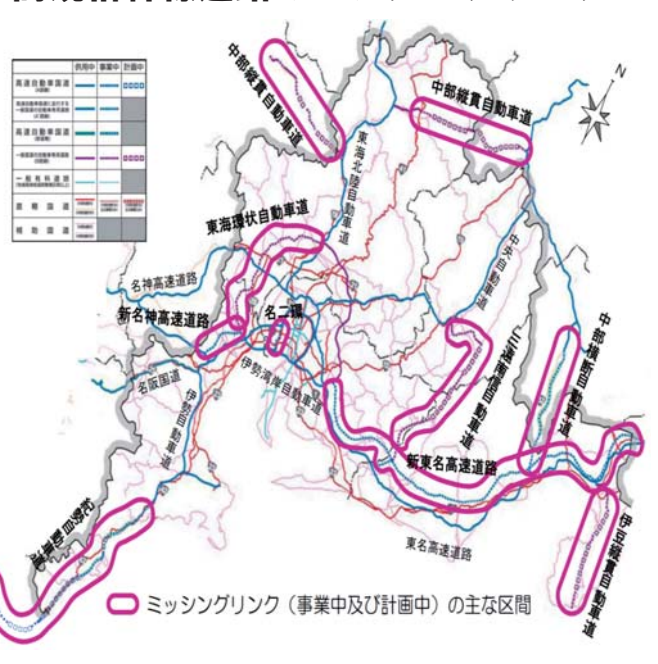 供用中
事業中
計画中
高速自動車国道
高速自動車国道
一般有料道路
直轄国道
補助国道
中部縦貫自動車道
中部縦貫自動車道
N
東海北陸自動車道
東海環状自動車道
中央自動車道
名神高速道路
新名神高速道路
名二環
名阪国道
伊勢湾岸自動車道
伊勢自動車道
三遠南信自動車道
中部横断自動車道
新東名高速道路
東名高速道路
紀勢自動車道
伊豆縦貫自動車道
ミッシングリンク（事業中及び計画中）の主な区間